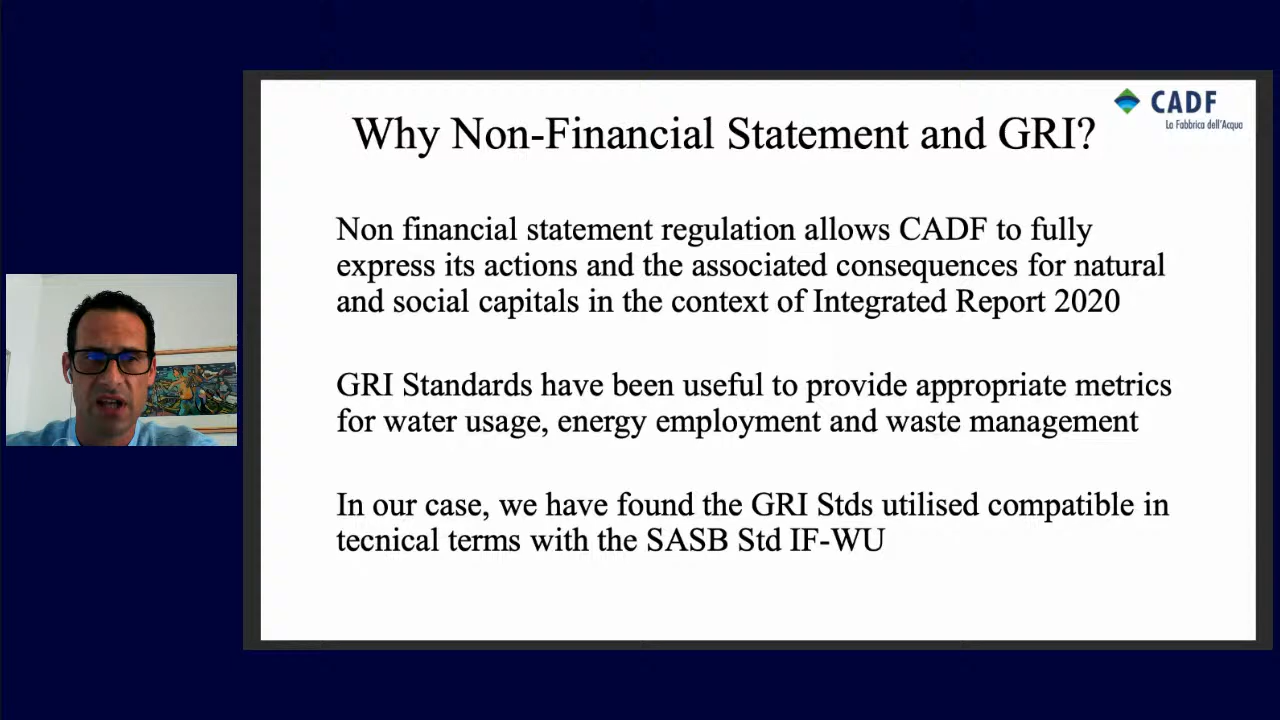 CADF
La Fabbrica dell'Acqua
Why Non-Financial Statement and GRI?
Non financial statement regulation allows CADF to fully
express its actions and the associated consequences for natural
and social capitals in the context of Integrated Report 2020
GRI Standards have been useful to provide appropriate metrics
for water usage, energy employment and waste management
In our case, we have found the GRI Stds utilised compatible in
tecnical terms with the SASB Std IF-WU